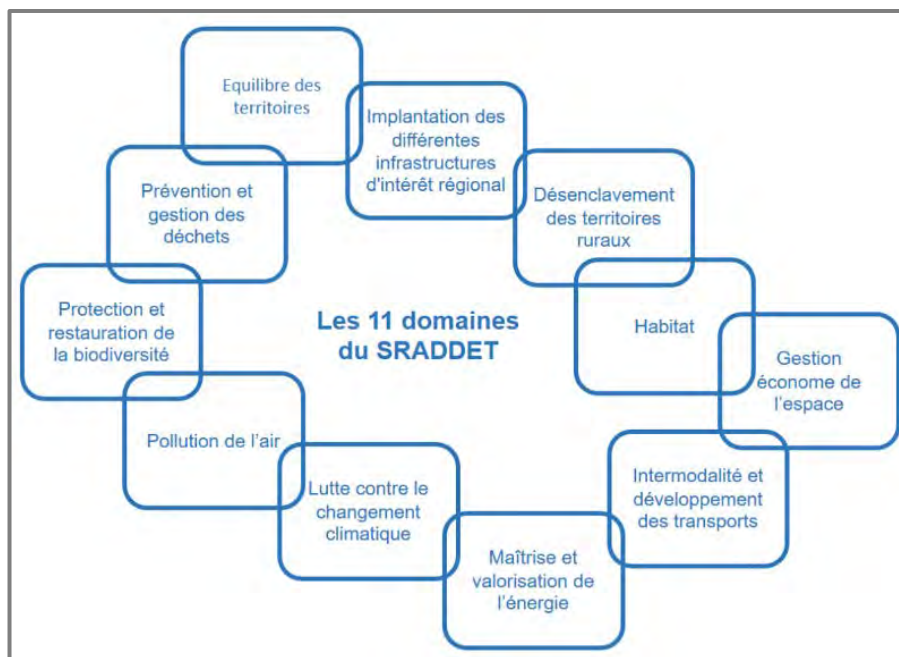 Equilibre des
territoires
Implantation des
différentes
infrastructures
d'intérêt régional
Désenclavement
des territoires
ruraux
Habitat
Gestion
économe de
l’espace
Intermodalité et
développement
des transports
Maîtrise et
valorisation de
l’énergie
Lutte contre le
changement
climatique
Pollution de l’air
Protection et
restauration de
la biodiversité
Prévention et
gestion des
déchets
Les 11 domaines
du SRADDET